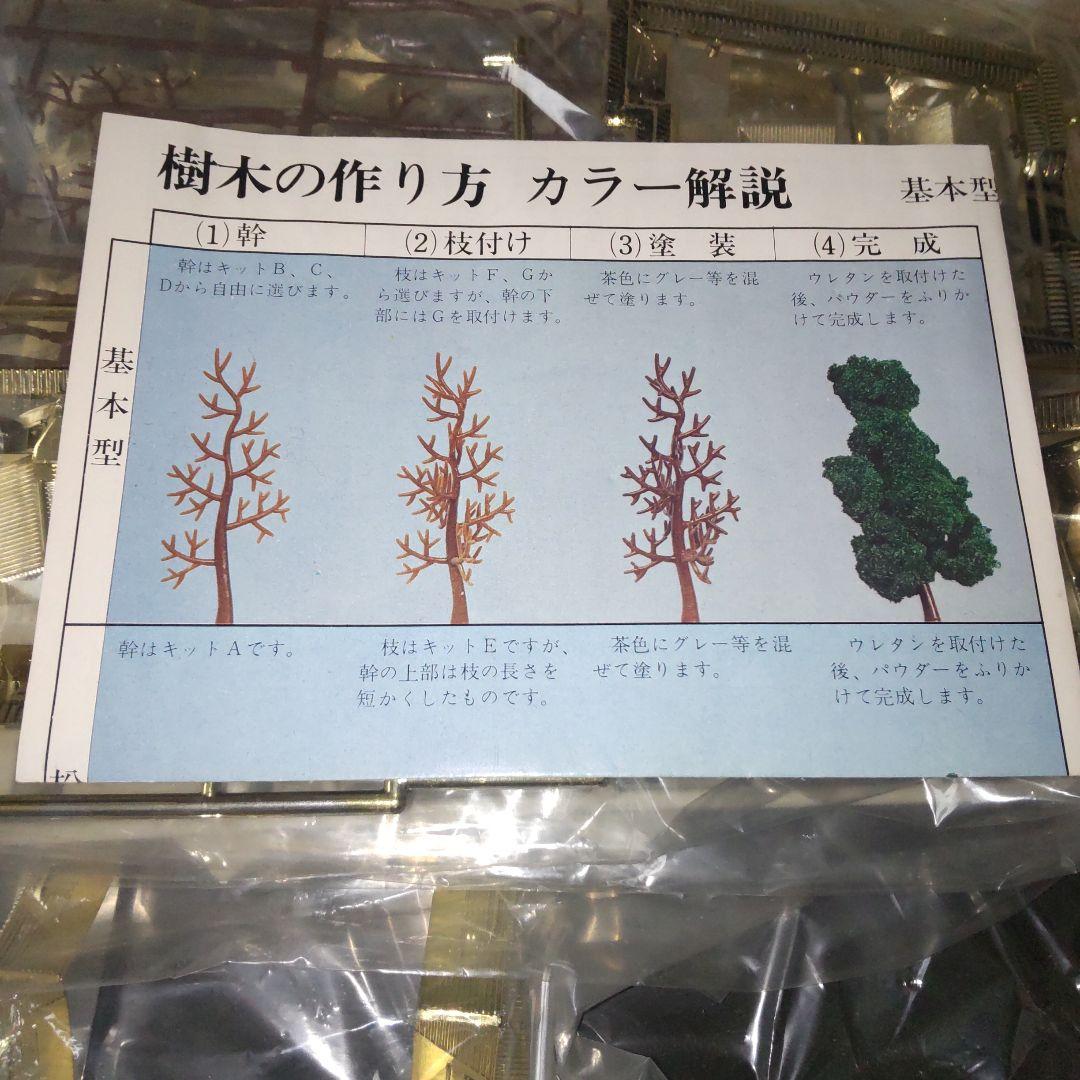 樹木の作り方 カラー解説
基本型
(1)幹
(2)枝付け
(3)塗 装
(4)完 成
基本型
幹はキットB、C、
Dから自由に選びます。
枝はキットF、Gか
ら選びますが、幹の下
部にはGを取付けます。
茶色にグレー等を混
ぜて塗ります。
ウレタンを取付けた
後、パウダーをふりか
けて完成します。
幹はキットAです。
枝はキットEですが、
幹の上部は枝の長さを
短かくしたものです。
茶色にグレー等を混
ぜて塗ります。
ウレタンを取付けた
後、パウダーをふりか
けて完成します。